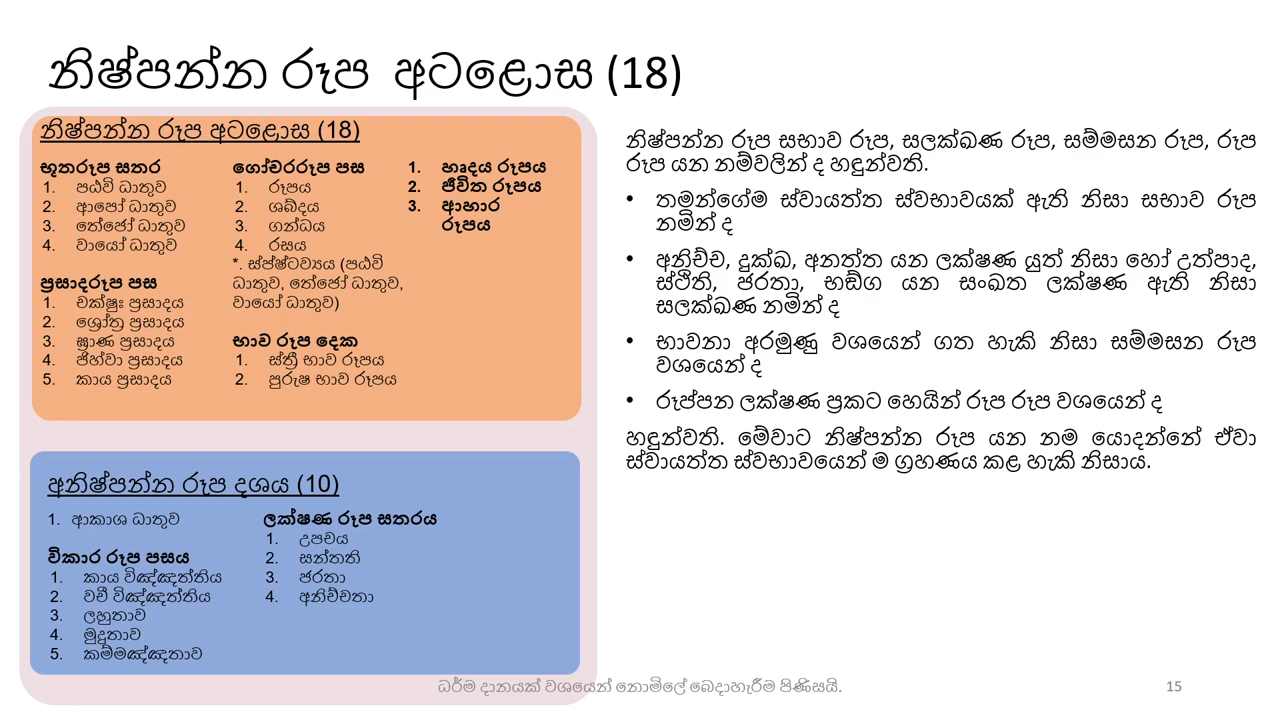 නිෂ්පන්න රූප අටළොස (18)
නිෂ්පන්න රූප අටළොස (18)
භූතරූප සතර
1. පඨවි ධාතුව
2. ආපෝ ධාතුව
3. තේජෝ ධාතුව
4. වායෝ ධාතුව
ප්‍රසාදරූප පස
1. චක්ෂුඃ ප්‍රසාදය
2. ශ්‍රෝත්‍ර ප්‍රසාදය
3. ඝ්‍රාණ ප්‍රසාදය
4. ජිහ්වා ප්‍රසාදය
5. කාය ප්‍රසාදය
ගෝචරරූප පස
1. රූපය
2. ශබ්දය
3. ගන්ධය
4. රසය
*. ස්ප්ෂ්ටව්‍යය (පඨවි
ධාතුව, තේජෝ ධාතුව,
වායෝ ධාතුව)
භාව රූප දෙක
1. ස්ත්‍රී භාව රූපය
2. පුරුෂ භාව රූපය
1. හෘදය රූපය
2. ජීවිත රූපය
3. ආහාර
රූපය
අනිෂ්පන්න රූප දශය (10)
1. ආකාශ ධාතුව
විකාර රූප පසය
1. කාය විඤ්ඤත්තිය
2. වචී විඤ්ඤත්තිය
3. ලහුතාව
4. මුදුතාව
5. කම්මඤ්ඤතාව
ලක්ෂණ රූප සතරය
1. උපචය
2. සන්තති
3. ජරතා
4. අනිච්චතා
නිෂ්පන්න රූප සභාව රූප, සලක්ඛණ රූප, සම්මසන රූප, රූප
රූප යන නම්වලින් ද හඳුන්වති.
• තමන්ගේම ස්වායත්ත ස්වභාවයක් ඇති නිසා සභාව රූප
නමින් ද
• අනිච්ච, දුක්ඛ, අනත්ත යන ලක්ෂණ යුත් නිසා හෝ උත්පාද,
ස්ථිති, ජරතා, භඞ්ග යන සංඛත ලක්ෂණ ඇති නිසා
සලක්ඛණ නමින් ද
• භාවනා අරමුණු වශයෙන් ගත හැකි නිසා සම්මසන රූප
වශයෙන් ද
• රූප්පන ලක්ෂණ ප්‍රකට හෙයින් රූප රූප වශයෙන් ද
හඳුන්වති. මේවාට නිෂ්පන්න රූප යන නම යොදන්නේ ඒවා
ස්වායත්ත ස්වභාවයෙන් ම ග්‍රහණය කළ හැකි නිසාය.
ධර්ම දානයක් වශයෙන් නොමිලේ බෙදාහැරීම පිණිසයි.
15